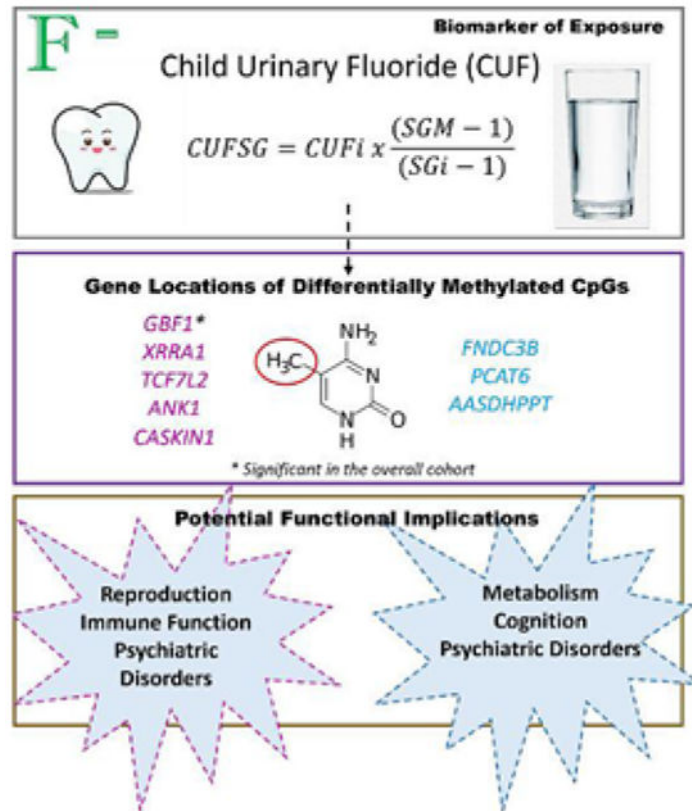 F-
Biomarker of Exposure
Child Urinary Fluoride (CUF)
CUFSG = CUFi x (SGM − 1) / (SGi − 1)
Gene Locations of Differentially Methylated CpGs
GBF1*
XRRA1
TCF7L2
ANK1
CASKIN1
NH₂
H₃C
N
N
H
O
FNDC3B
PCAT6
AASDHPPT
* Significant in the overall cohort
Potential Functional Implications
Reproduction
Immune Function
Psychiatric
Disorders
Metabolism
Cognition
Psychiatric Disorders